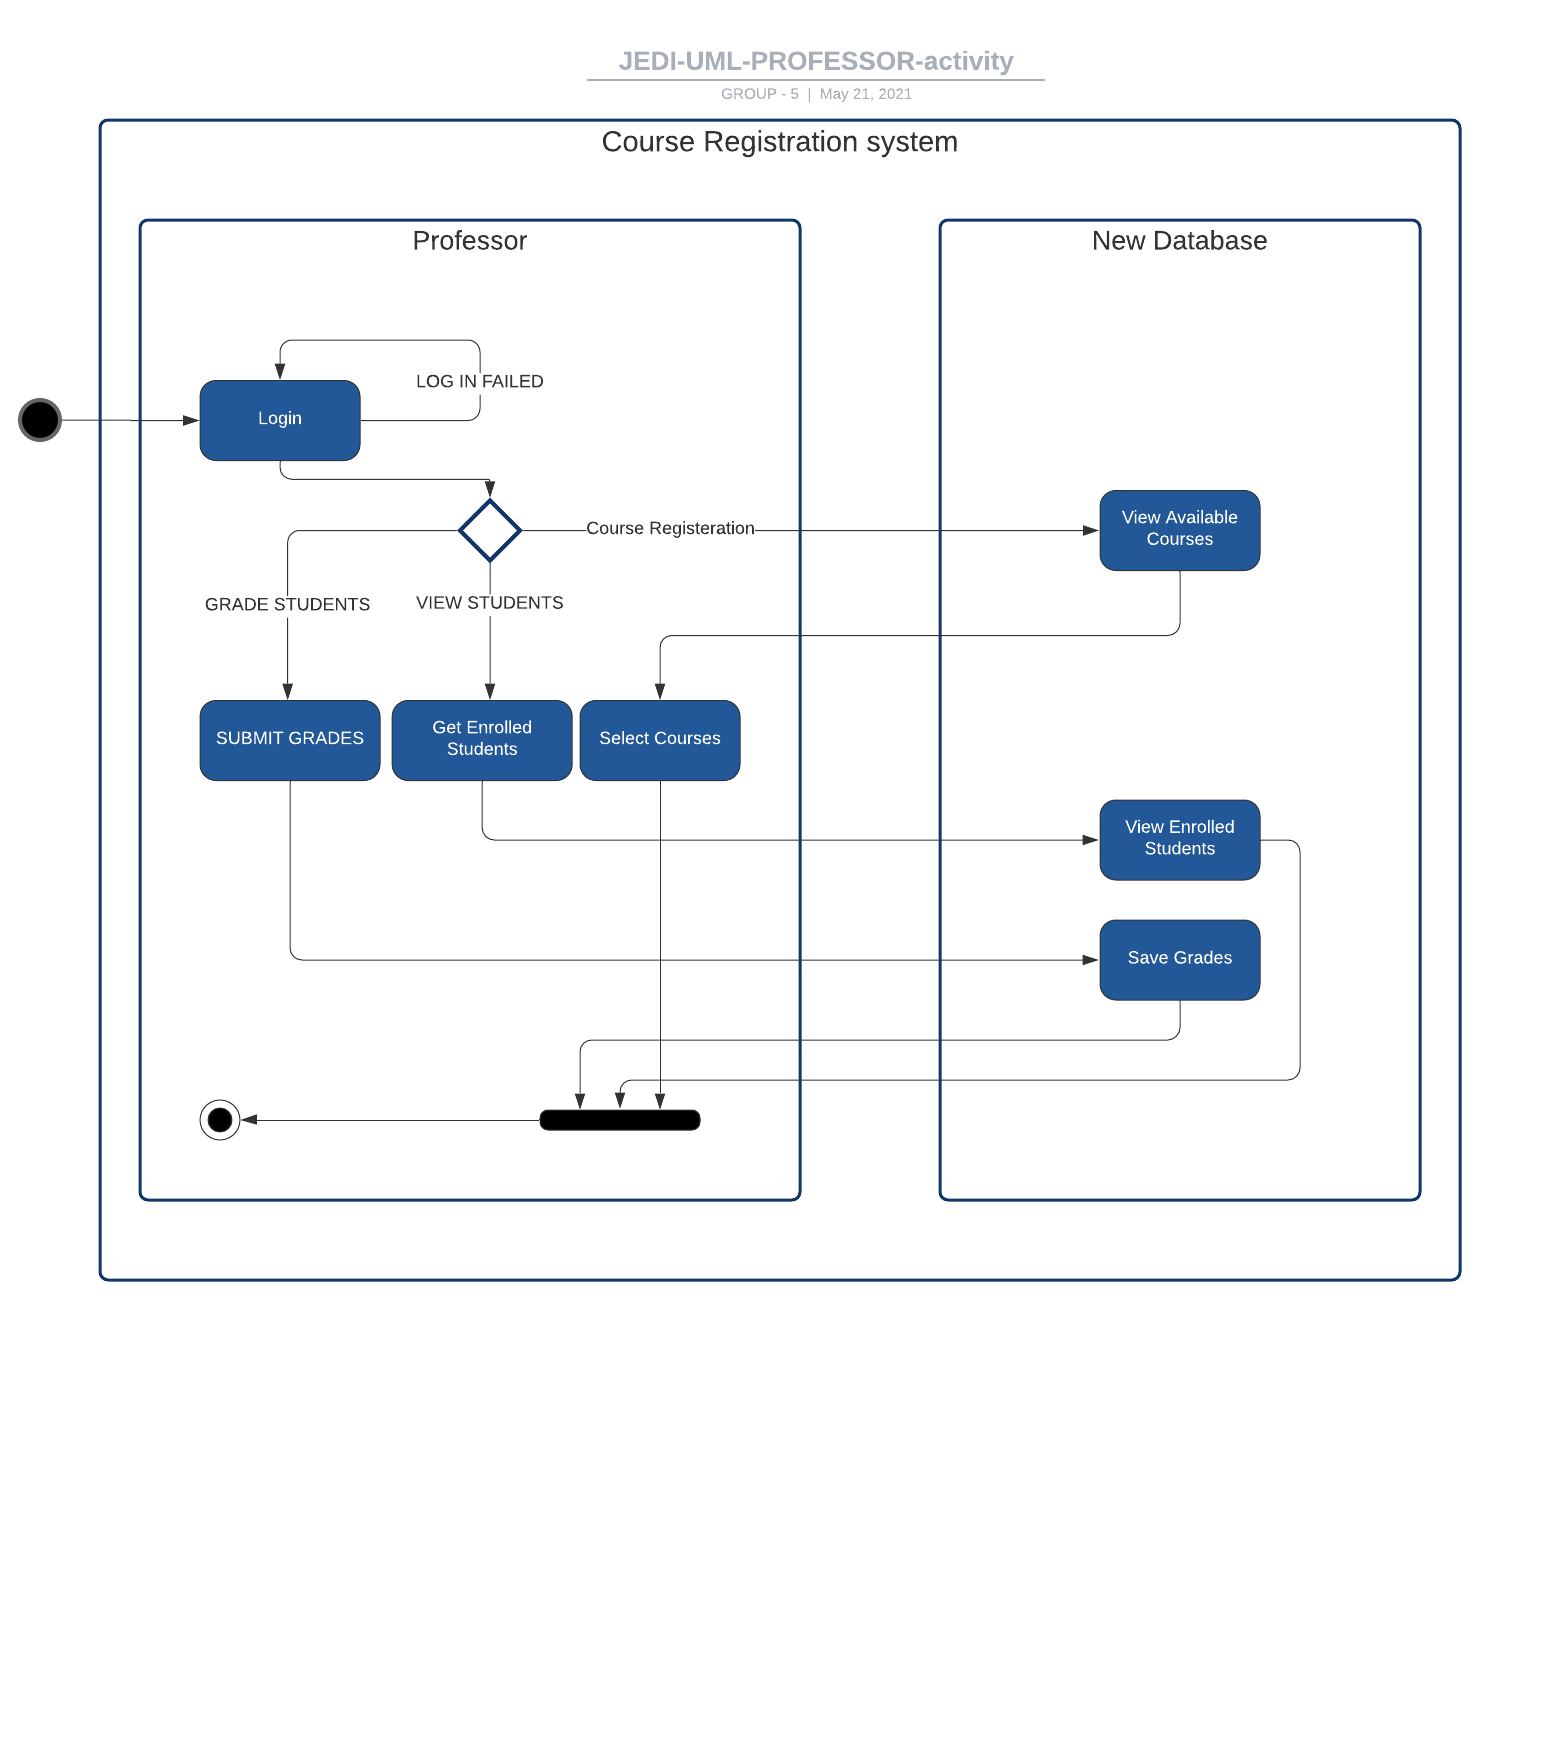 JEDI-UML-PROFESSOR-activity
GROUP - 5 | May 21, 2021
Course Registration system
Professor
New Database
LOG IN FAILED
Login
Course Registeration
View Available
Courses
GRADE STUDENTS
VIEW STUDENTS
SUBMIT GRADES
Get Enrolled
Students
Select Courses
View Enrolled
Students
Save Grades